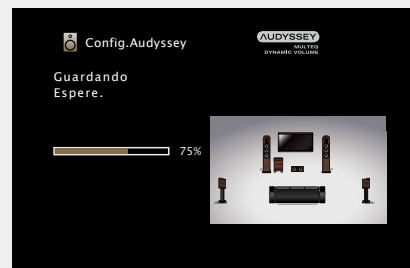 Config.Audyssey
AUDYSSEY
MULTEQ
DYNAMIC VOLUME
Guardando
Espere.
75%